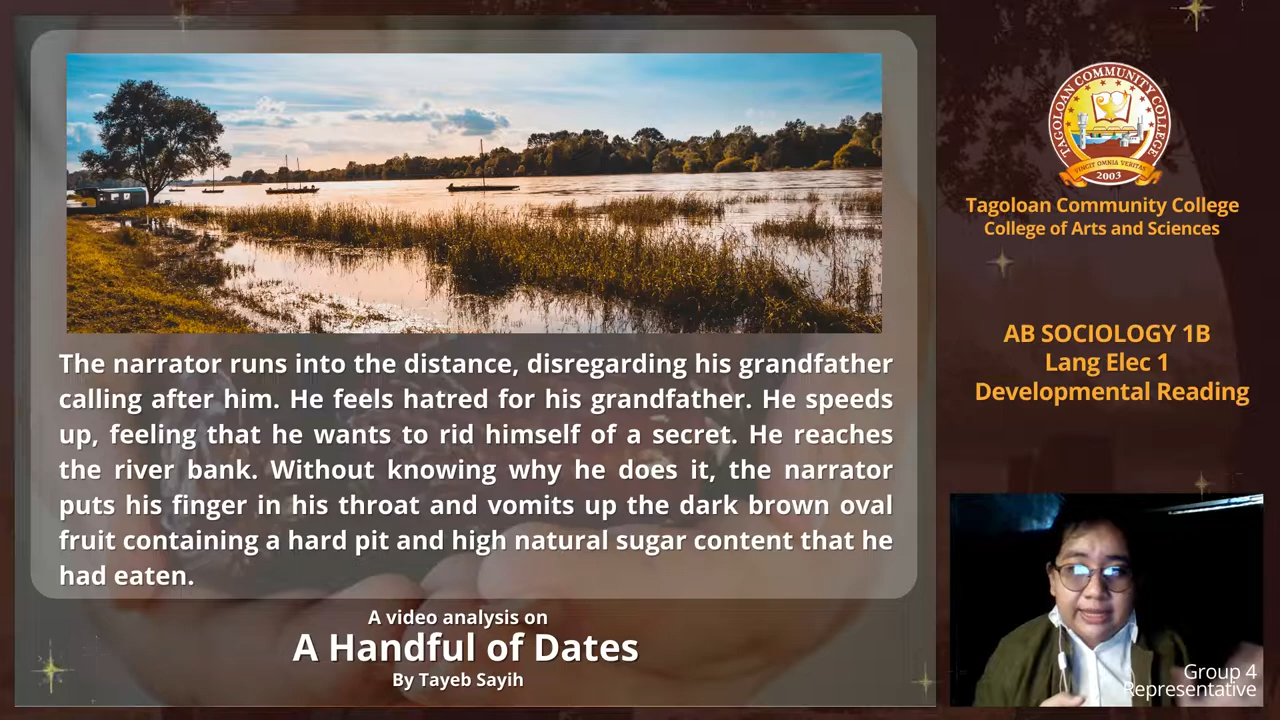 The narrator runs into the distance, disregarding his grandfather
calling after him. He feels hatred for his grandfather. He speeds
up, feeling that he wants to rid himself of a secret. He reaches
the river bank. Without knowing why he does it, the narrator
puts his finger in his throat and vomits up the dark brown oval
fruit containing a hard pit and high natural sugar content that he
had eaten.
A video analysis on
A Handful of Dates
By Tayeb Sayih
TAGOLOAN COMMUNITY COLLEGE
VINCIT OMNIA VERITAS
2003
Tagoloan Community College
College of Arts and Sciences
AB SOCIOLOGY 1B
Lang Elec 1
Developmental Reading
Group 4
Representative